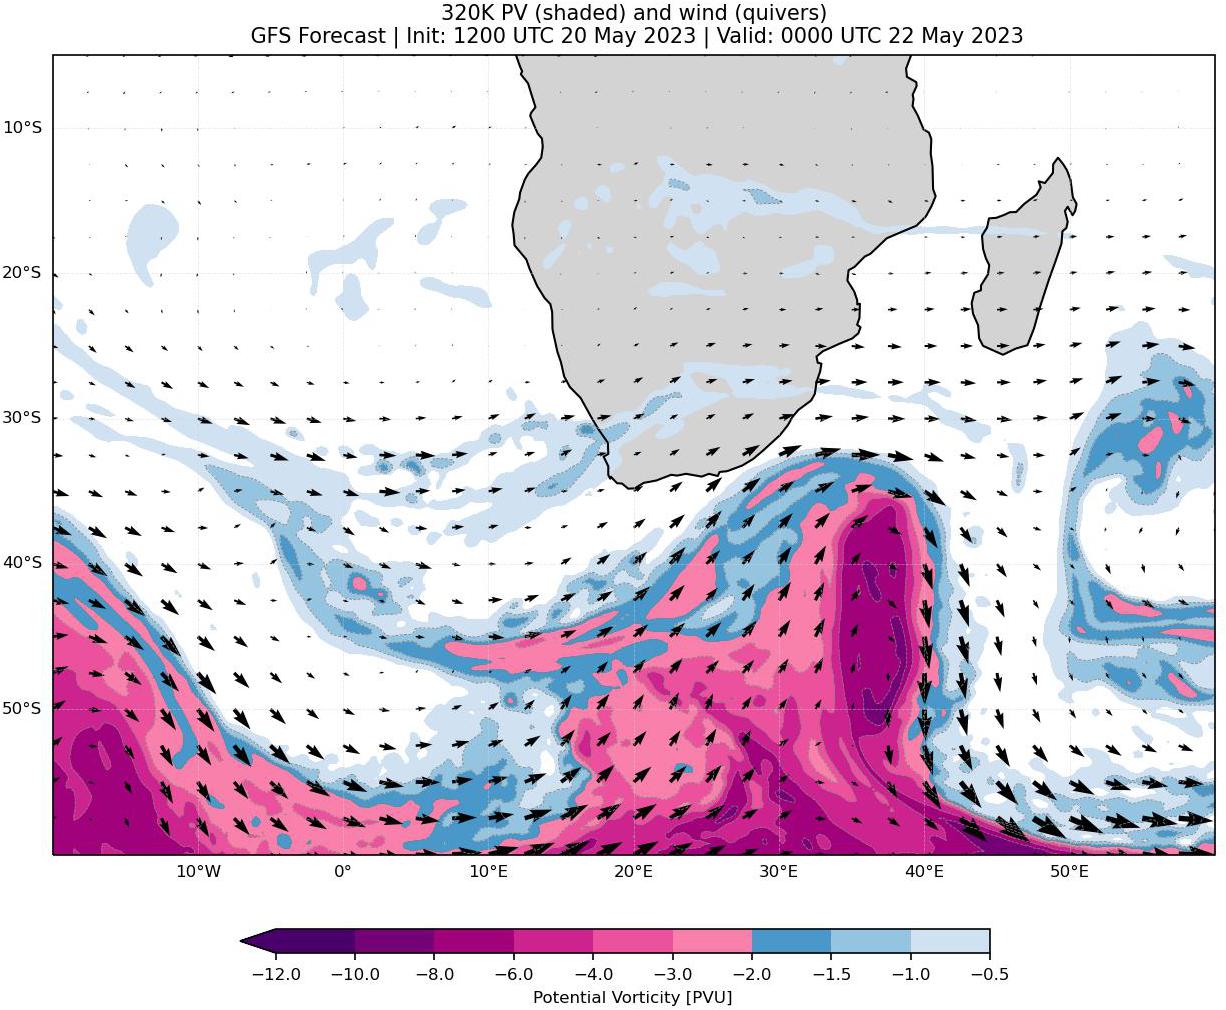 320K PV (shaded) and wind (quivers)
GFS Forecast | Init: 1200 UTC 20 May 2023 | Valid: 0000 UTC 22 May 2023
10°S
20°S
30°S
40°S
50°S
10°W 0° 10°E 20°E 30°E 40°E 50°E
−12.0 −10.0 −8.0 −6.0 −4.0 −3.0 −2.0 −1.5 −1.0 −0.5
Potential Vorticity [PVU]